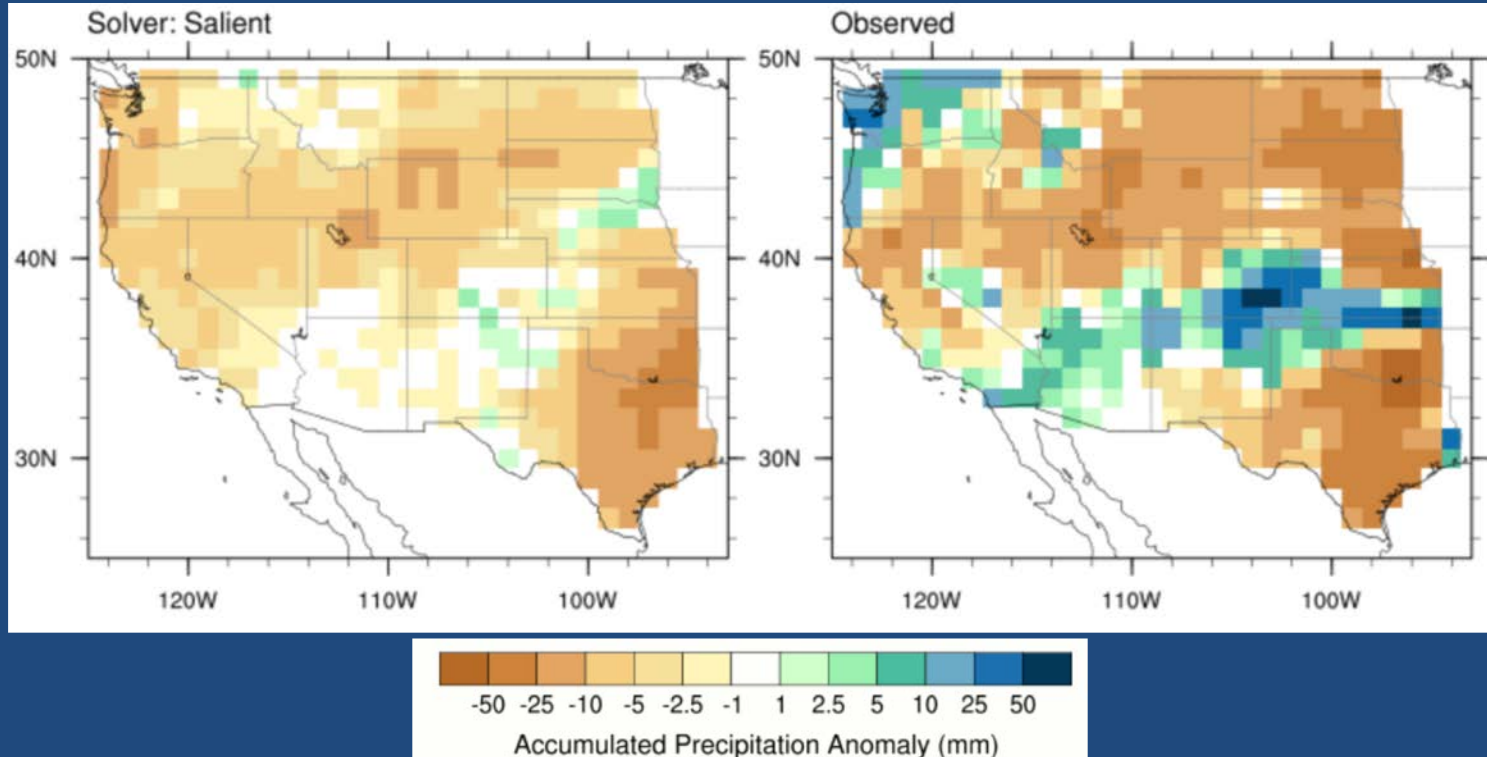 Solver: Salient
50N
40N
30N
120W 110W 100W
Observed
50N
40N
30N
120W 110W 100W
-50 -25 -10 -5 -2.5 -1 1 2.5 5 10 25 50
Accumulated Precipitation Anomaly (mm)